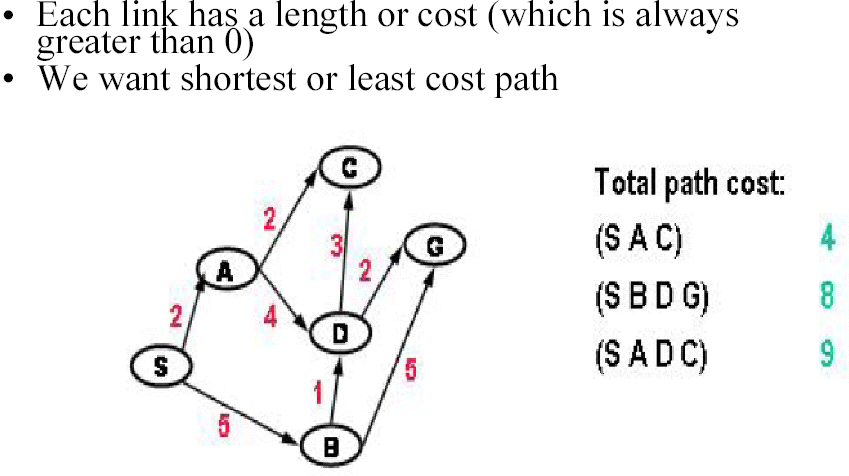 • Each link has a length or cost (which is always
greater than 0)
• We want shortest or least cost path
C
2
3
G
2
A
Total path cost:
(S A C) 4
(S B D G) 8
(S A D C) 9
2
4
D
S
5
1
5
B